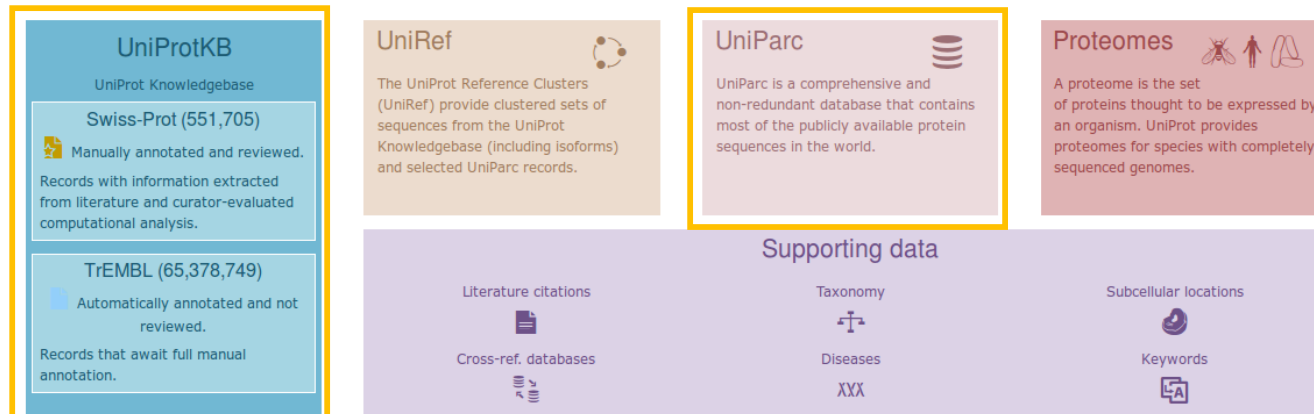 UniProtKB
UniProt Knowledgebase
Swiss-Prot (551,705)
Manually annotated and reviewed.
Records with information extracted
from literature and curator-evaluated
computational analysis.
TrEMBL (65,378,749)
Automatically annotated and not
reviewed.
Records that await full manual
annotation.
UniRef
The UniProt Reference Clusters
(UniRef) provide clustered sets of
sequences from the UniProt
Knowledgebase (including isoforms)
and selected UniParc records.
UniParc
UniParc is a comprehensive and
non-redundant database that contains
most of the publicly available protein
sequences in the world.
Proteomes
A proteome is the set
of proteins thought to be expressed by
an organism. UniProt provides
proteomes for species with completely
sequenced genomes.
Supporting data
Literature citations
Taxonomy
Subcellular locations
Cross-ref. databases
Diseases
Keywords